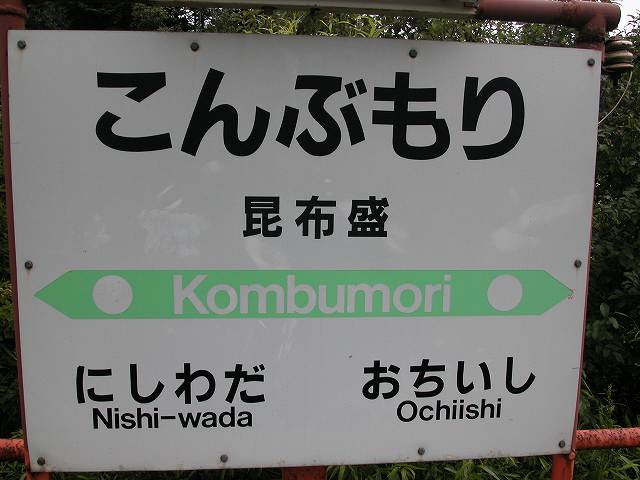 こんぶもり
昆布盛
Kombumori
にしわだ おちいし
Nishi-wada Ochiishi